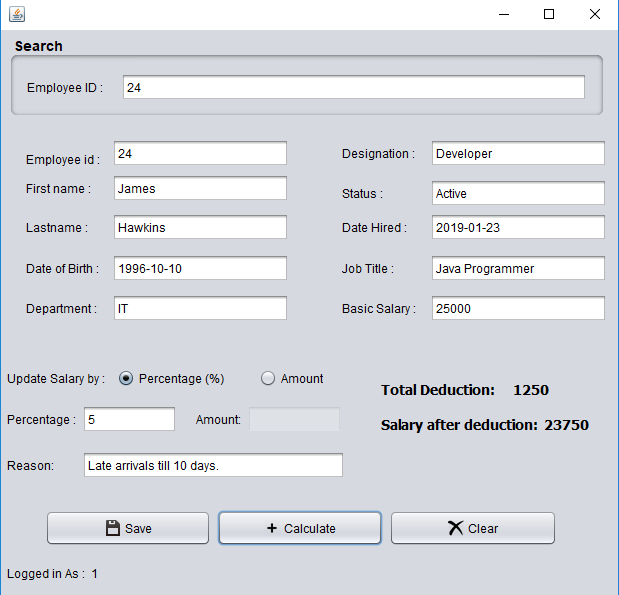 Search
Employee ID : 24
Employee id : 24
Designation : Developer
First name : James
Status : Active
Lastname : Hawkins
Date Hired : 2019-01-23
Date of Birth : 1996-10-10
Job Title : Java Programmer
Department : IT
Basic Salary : 25000
Update Salary by : Percentage (%) Amount
Total Deduction: 1250
Percentage : 5 Amount:
Salary after deduction: 23750
Reason: Late arrivals till 10 days.
Save Calculate Clear
Logged in As : 1